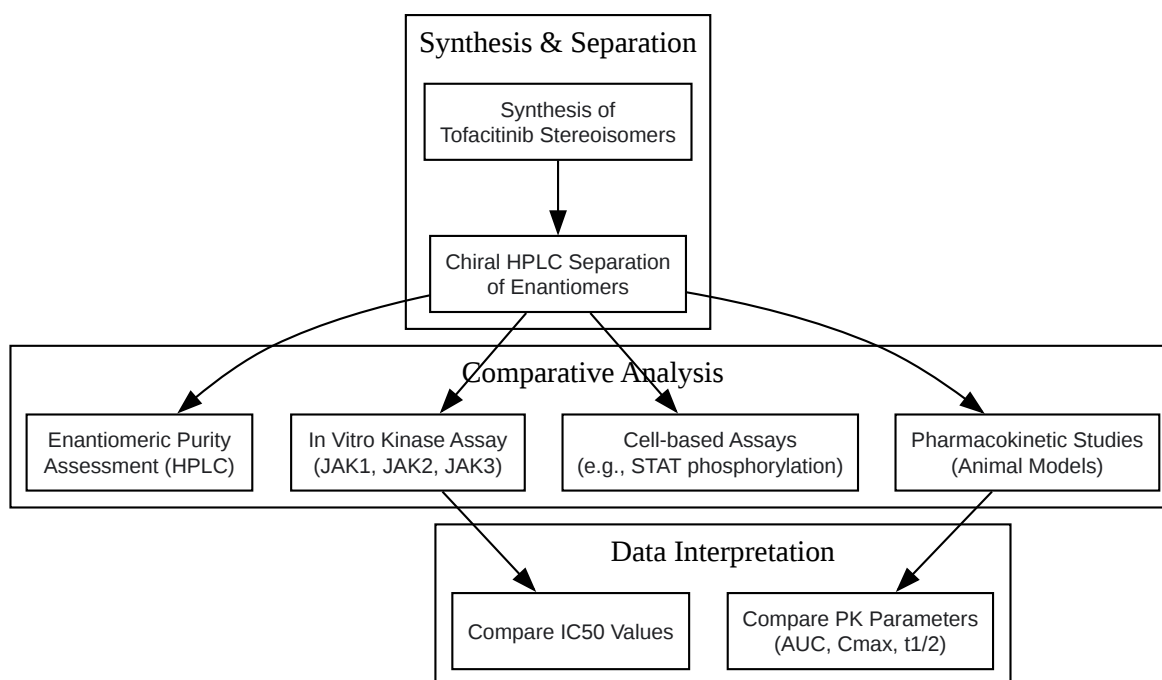 Synthesis & Separation
Synthesis of
Tofacitinib Stereoisomers
Chiral HPLC Separation
of Enantiomers
Comparative Analysis
Enantiomeric Purity
Assessment (HPLC)
In Vitro Kinase Assay
(JAK1, JAK2, JAK3)
Cell-based Assays
(e.g., STAT phosphorylation)
Pharmacokinetic Studies
(Animal Models)
Data Interpretation
Compare IC50 Values
Compare PK Parameters
(AUC, Cmax, t1/2)